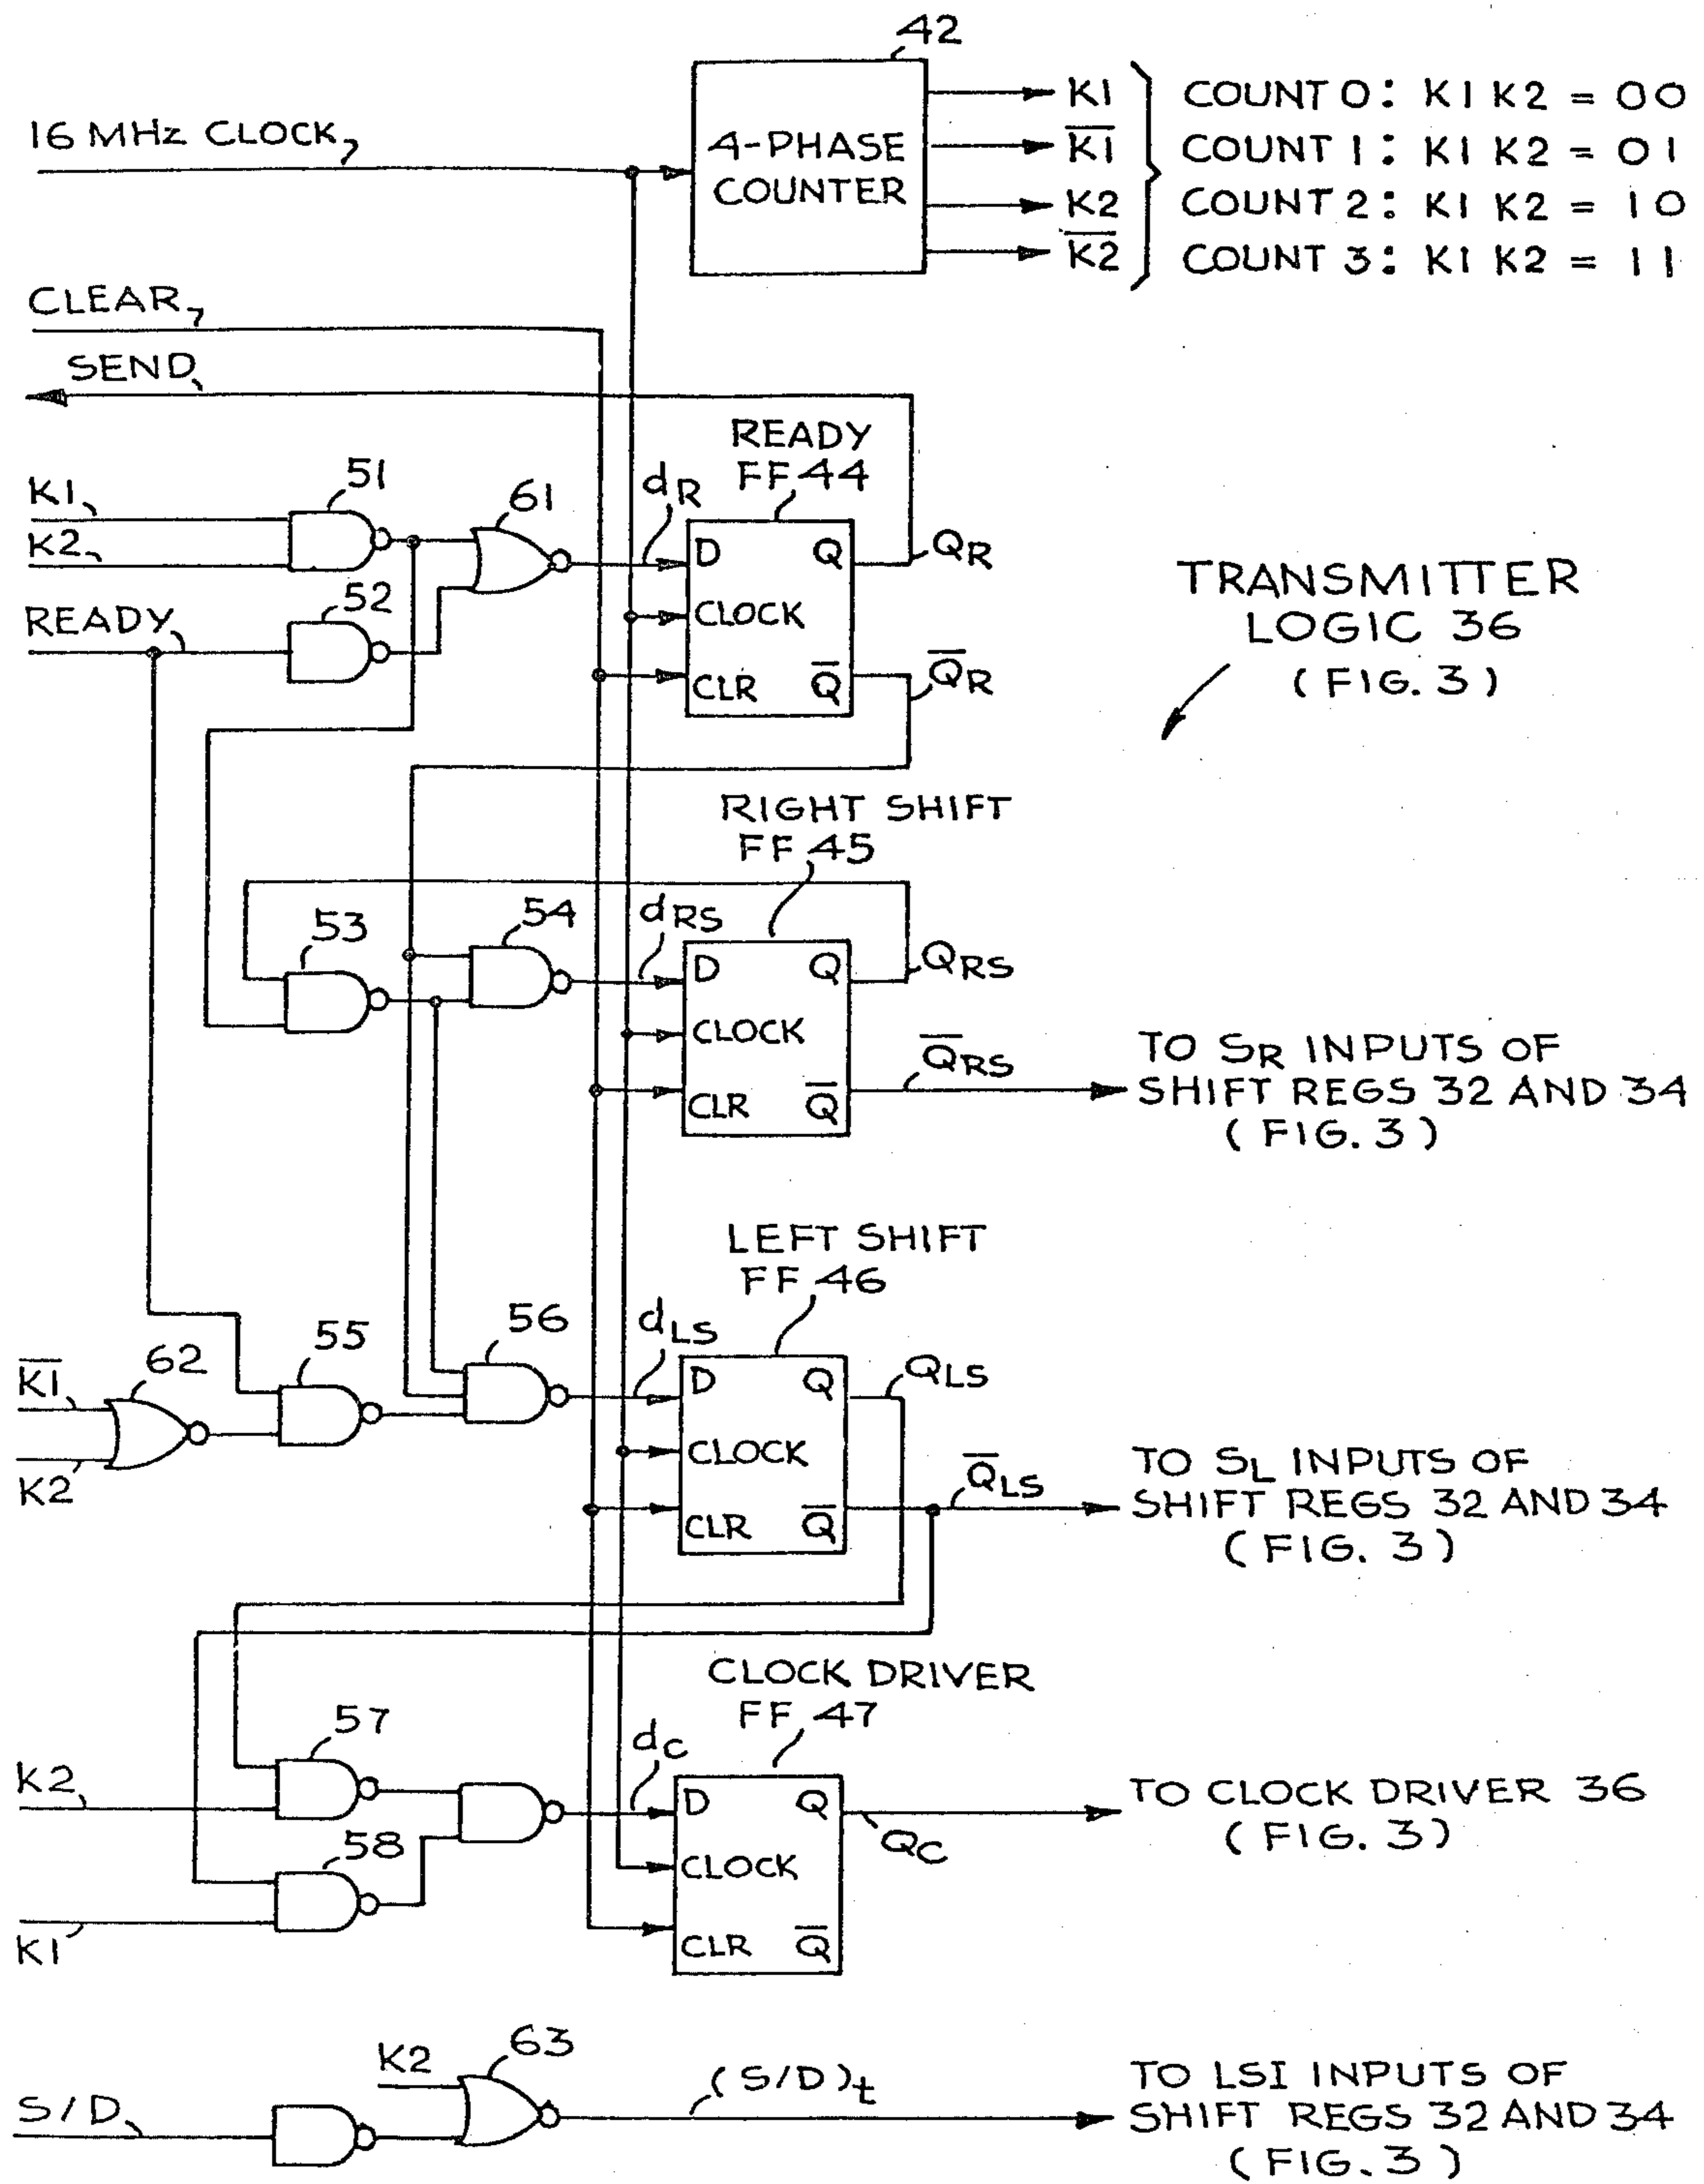 42
16 MHz CLOCK
4-PHASE
COUNTER
K1
K̅1̅
K2
K̅2̅
COUNT 0: K1 K2 = 00
COUNT 1: K1 K2 = 01
COUNT 2: K1 K2 = 10
COUNT 3: K1 K2 = 11
CLEAR
SEND
READY
FF 44
K1
K2
51
61
dR
D
Q
QR
READY
52
CLOCK
CLR
Q̅
Q̅R
TRANSMITTER
LOGIC 36
(FIG. 3)
RIGHT SHIFT
FF 45
53
54
dRS
D
Q
QRS
CLOCK
CLR
Q̅
Q̅RS
TO SR INPUTS OF
SHIFT REGS 32 AND 34
(FIG. 3)
LEFT SHIFT
FF 46
K̅1̅
K2
62
55
56
dLS
D
Q
QLS
CLOCK
CLR
Q̅
Q̅LS
TO SL INPUTS OF
SHIFT REGS 32 AND 34
(FIG. 3)
CLOCK DRIVER
FF 47
K2
57
K1
58
dC
D
Q
QC
CLOCK
CLR
Q̅
TO CLOCK DRIVER 36
(FIG. 3)
S/D
K2
63
(S/D)t
TO LSI INPUTS OF
SHIFT REGS 32 AND 34
(FIG. 3)